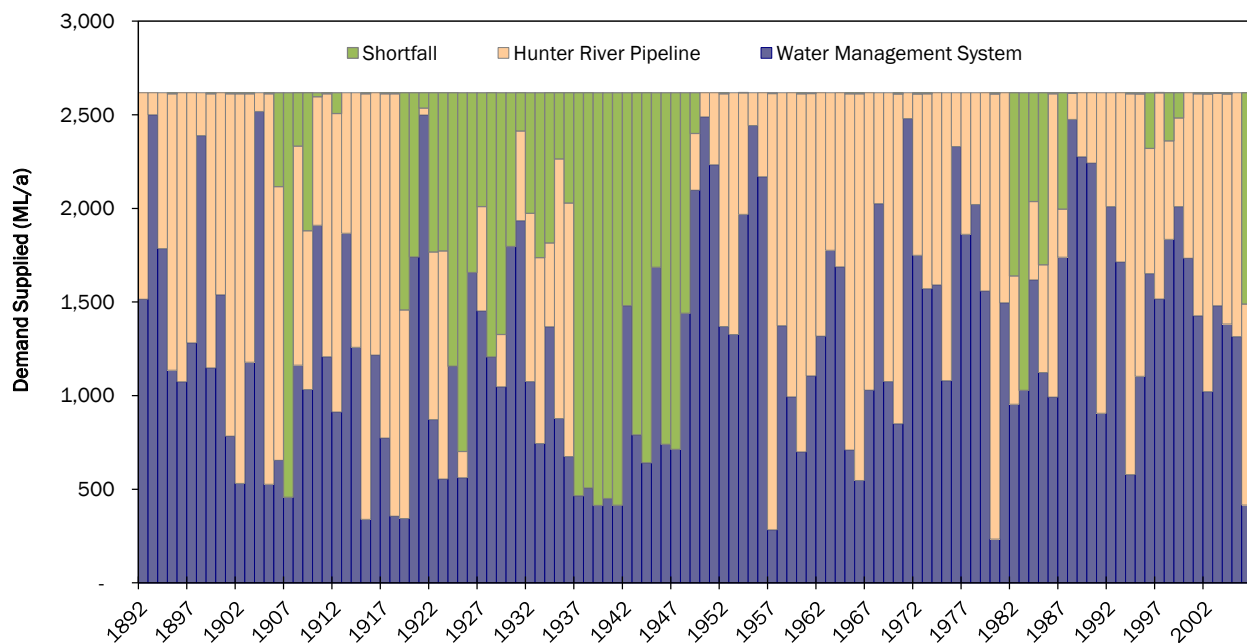 3,000
Shortfall Hunter River Pipeline Water Management System
2,500
2,000
1,500
1,000
500
-
Demand Supplied (ML/a)
1892 1897 1902 1907 1912 1917 1922 1927 1932 1937 1942 1947 1952 1957 1962 1967 1972 1977 1982 1987 1992 1997 2002